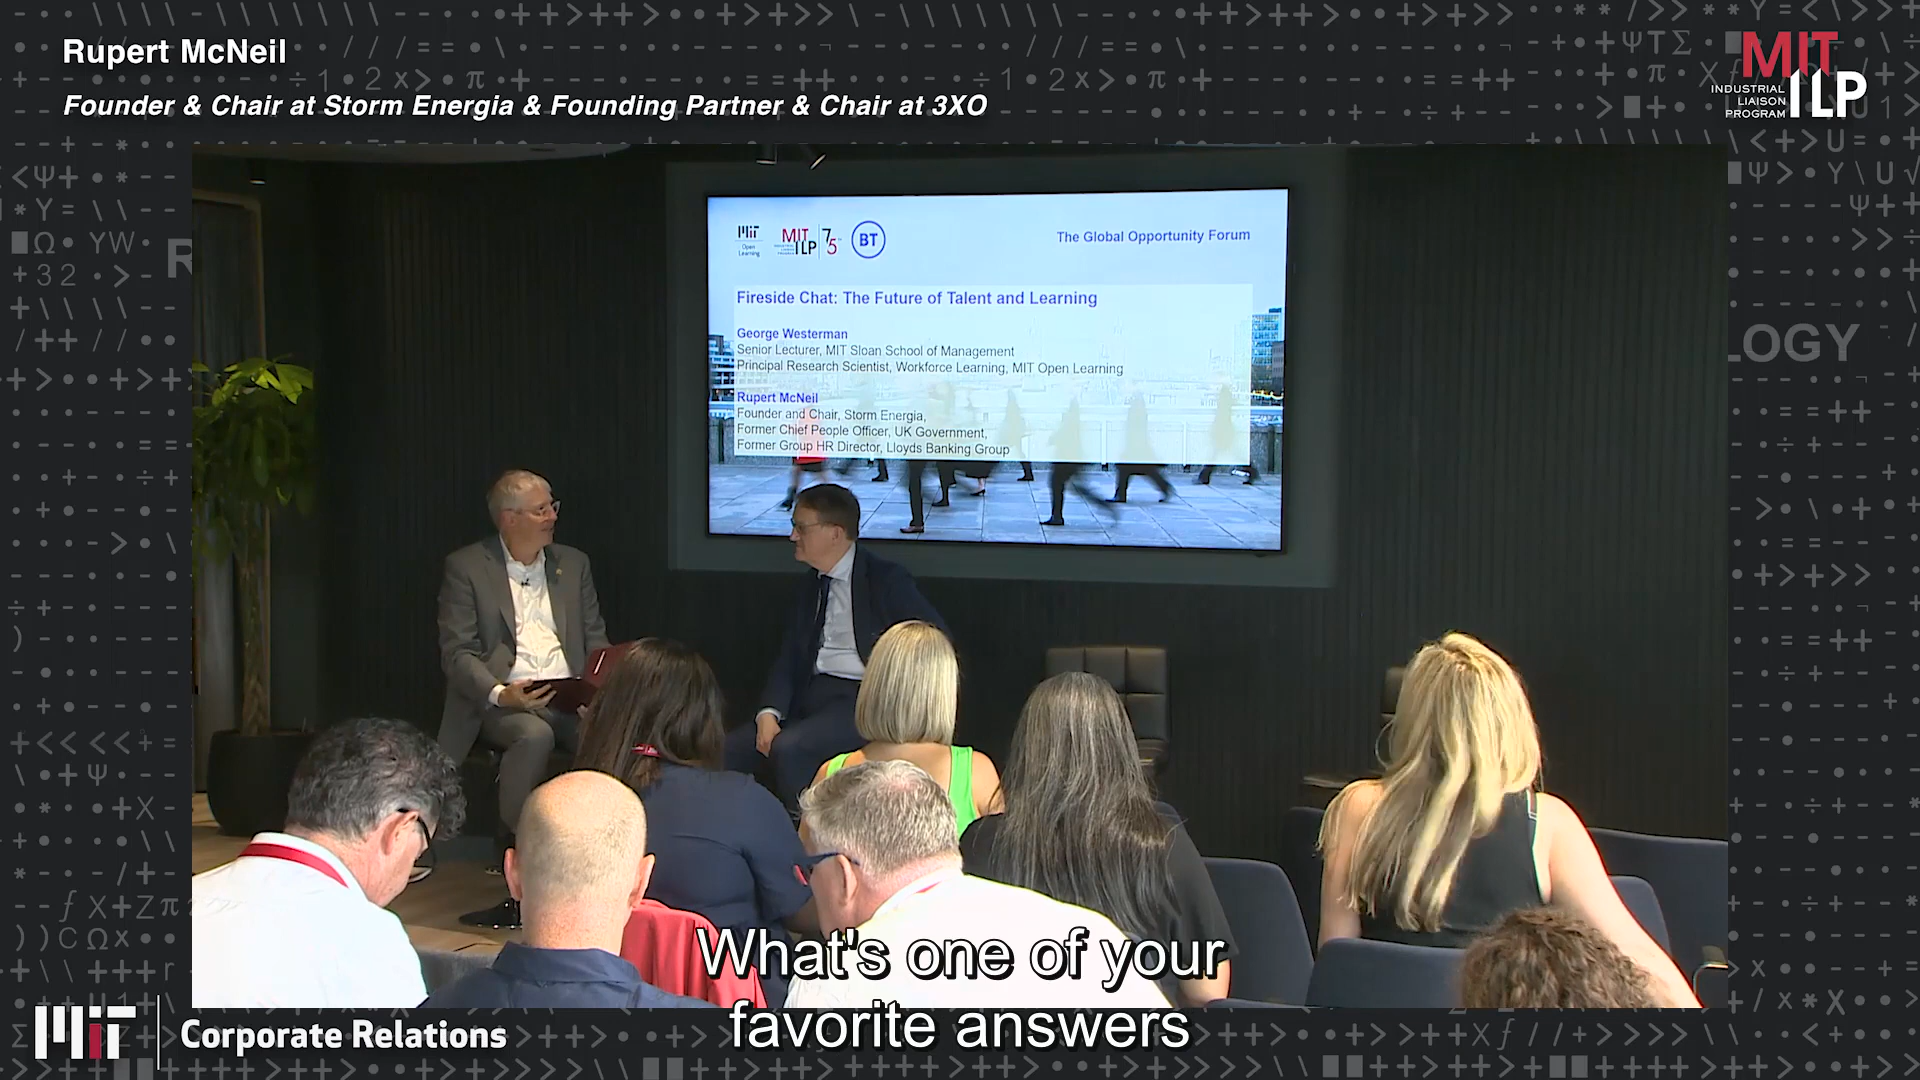 Rupert McNeil
Founder & Chair at Storm Energia & Founding Partner & Chair at 3XO
MIT
ILP
INDUSTRIAL
LIAISON
PROGRAM
MIT
Open
Learning
MIT
ILP
75
BT
The Global Opportunity Forum
Fireside Chat: The Future of Talent and Learning
George Westerman
Senior Lecturer, MIT Sloan School of Management
Principal Research Scientist, Workforce Learning, MIT Open Learning
Rupert McNeil
Founder and Chair, Storm Energia,
Former Chief People Officer, UK Government,
Former Group HR Director, Lloyds Banking Group
LOGY
What's one of your
favorite answers
MIT
Corporate Relations